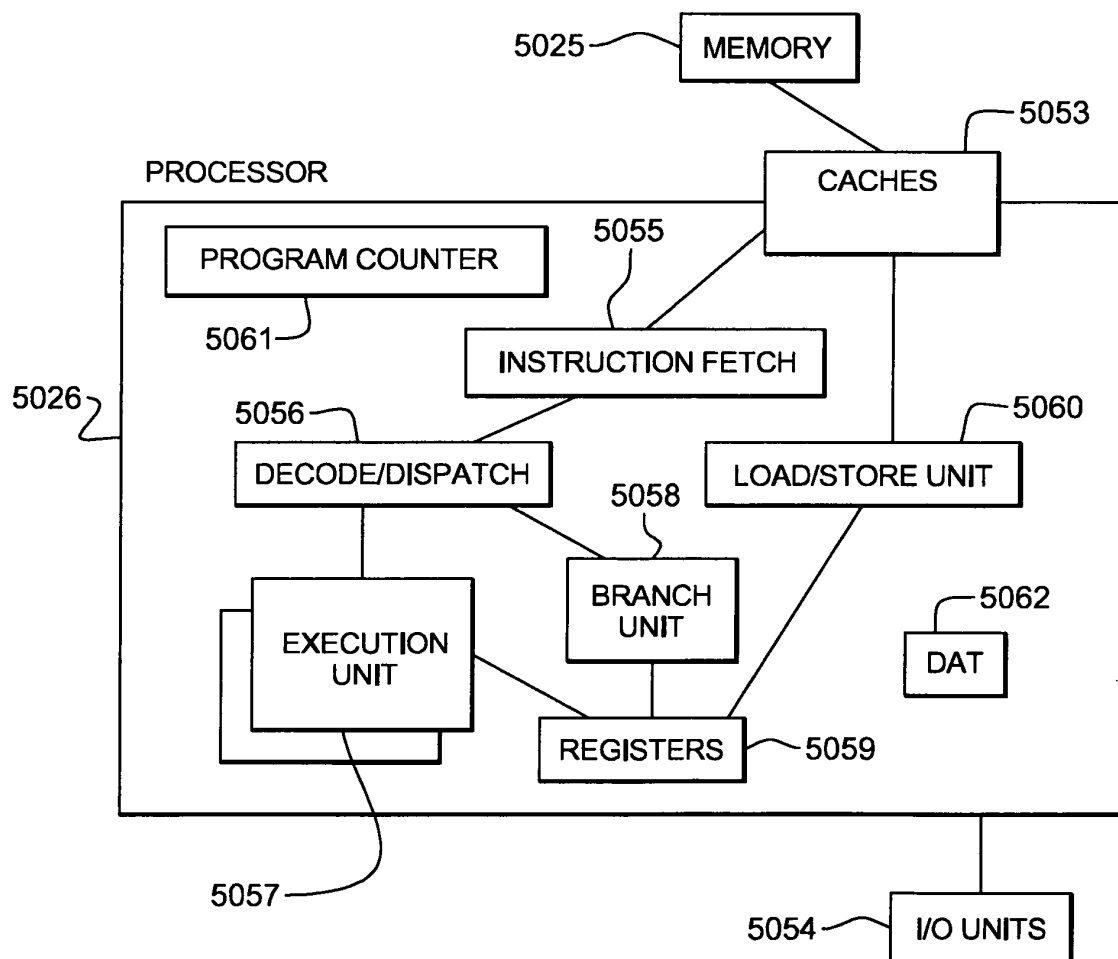 5025
MEMORY
5053
CACHES
PROCESSOR
PROGRAM COUNTER
5061
5055
INSTRUCTION FETCH
5026
5056
DECODE/DISPATCH
5060
LOAD/STORE UNIT
5058
BRANCH
UNIT
EXECUTION
UNIT
5062
DAT
REGISTERS
5059
5057
5054
I/O UNITS